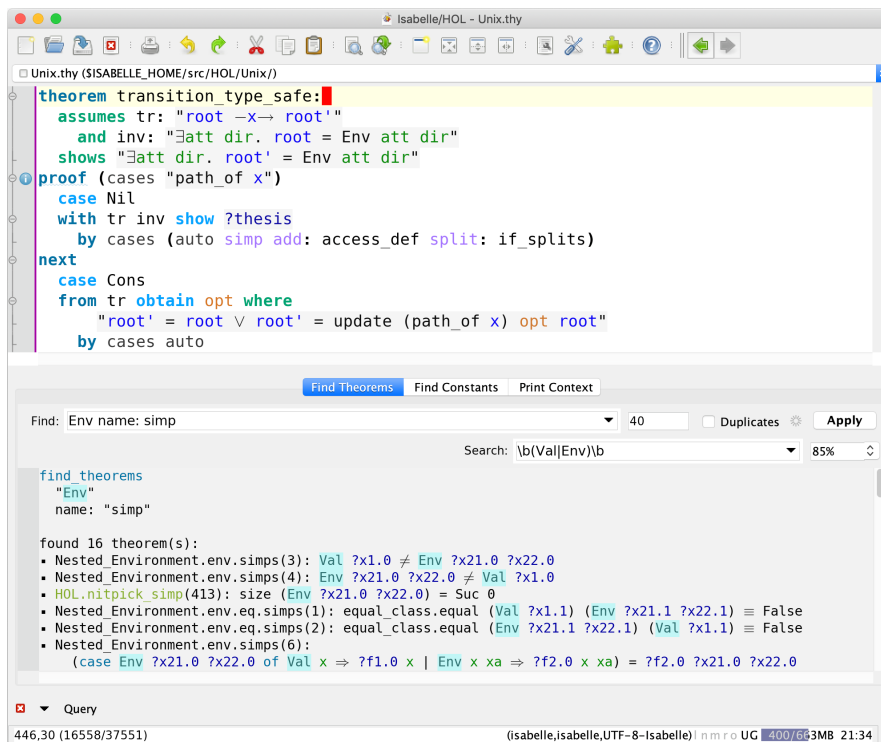 Isabelle/HOL - Unix.thy
Unix.thy ($ISABELLE_HOME/src/HOL/Unix/)
theorem transition_type_safe:
assumes tr: "root —x→ root'"
and inv: "∃att dir. root = Env att dir"
shows "∃att dir. root' = Env att dir"
proof (cases "path_of x")
case Nil
with tr inv show ?thesis
by cases (auto simp add: access_def split: if_splits)
next
case Cons
from tr obtain opt where
"root' = root ∨ root' = update (path_of x) opt root"
by cases auto
Find Theorems Find Constants Print Context
Find: Env name: simp 40 Duplicates Apply
Search: \b(Val|Env)\b 85%
find_theorems
"Env"
name: "simp"
found 16 theorem(s):
▪ Nested_Environment.env.simps(3): Val ?x1.0 ≠ Env ?x21.0 ?x22.0
▪ Nested_Environment.env.simps(4): Env ?x21.0 ?x22.0 ≠ Val ?x1.0
▪ HOL.nitpick_simp(413): size (Env ?x21.0 ?x22.0) = Suc 0
▪ Nested_Environment.env.eq.simps(1): equal_class.equal (Val ?x1.1) (Env ?x21.1 ?x22.1) ≡ False
▪ Nested_Environment.env.eq.simps(2): equal_class.equal (Env ?x21.1 ?x22.1) (Val ?x1.1) ≡ False
▪ Nested_Environment.env.simps(6):
(case Env ?x21.0 ?x22.0 of Val x ⇒ ?f1.0 x | Env x xa ⇒ ?f2.0 x xa) = ?f2.0 ?x21.0 ?x22.0
Query
446,30 (16558/37551) (isabelle,isabelle,UTF-8-Isabelle) l n m r o UG 400/663MB 21:34